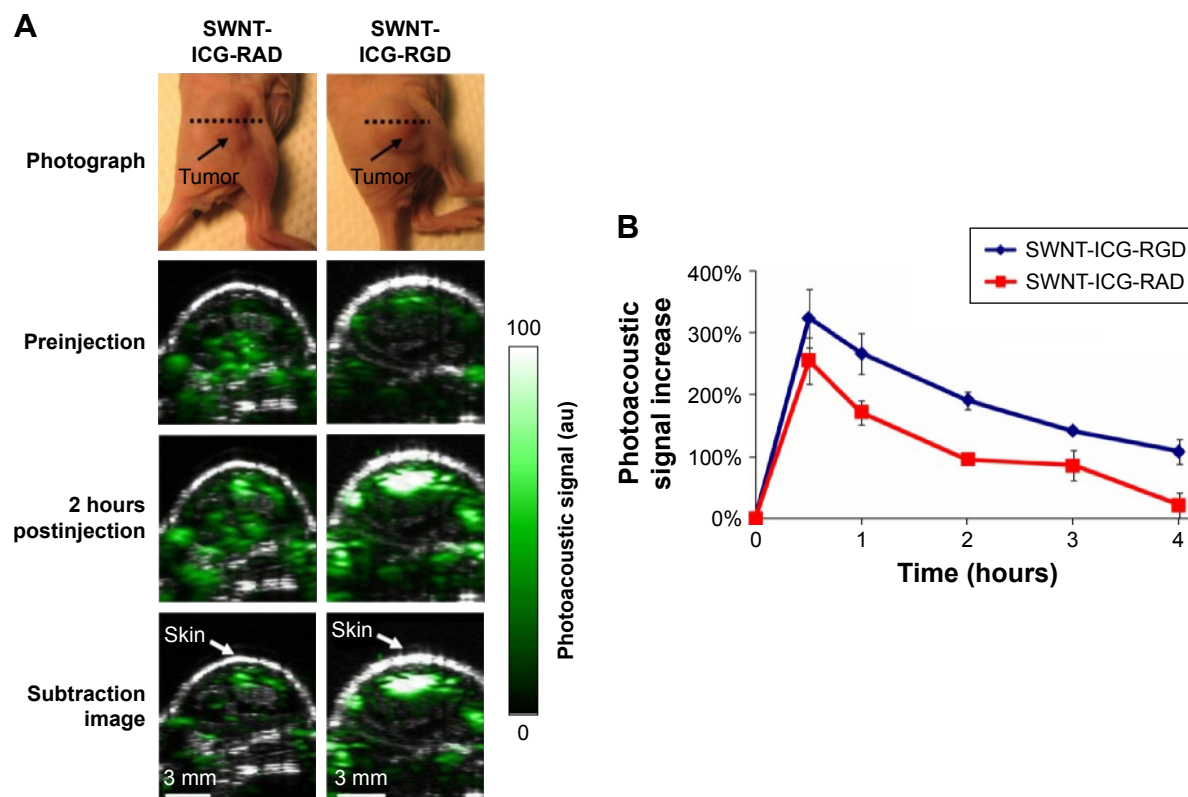 A
SWNT-
ICG-RAD
SWNT-
ICG-RGD
Photograph
Tumor
Tumor
Preinjection
2 hours
postinjection
Subtraction
image
Skin
Skin
3 mm
3 mm
100
Photoacoustic signal (au)
0
B
SWNT-ICG-RGD
SWNT-ICG-RAD
400%
300%
200%
100%
0%
Photoacoustic
signal increase
0
1
2
3
4
Time (hours)